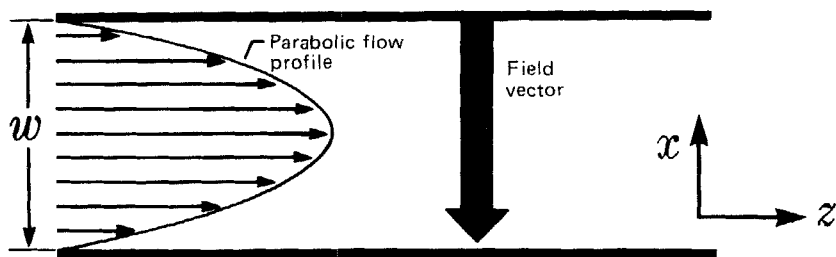 Parabolic flow
profile
Field
vector
w
x
z